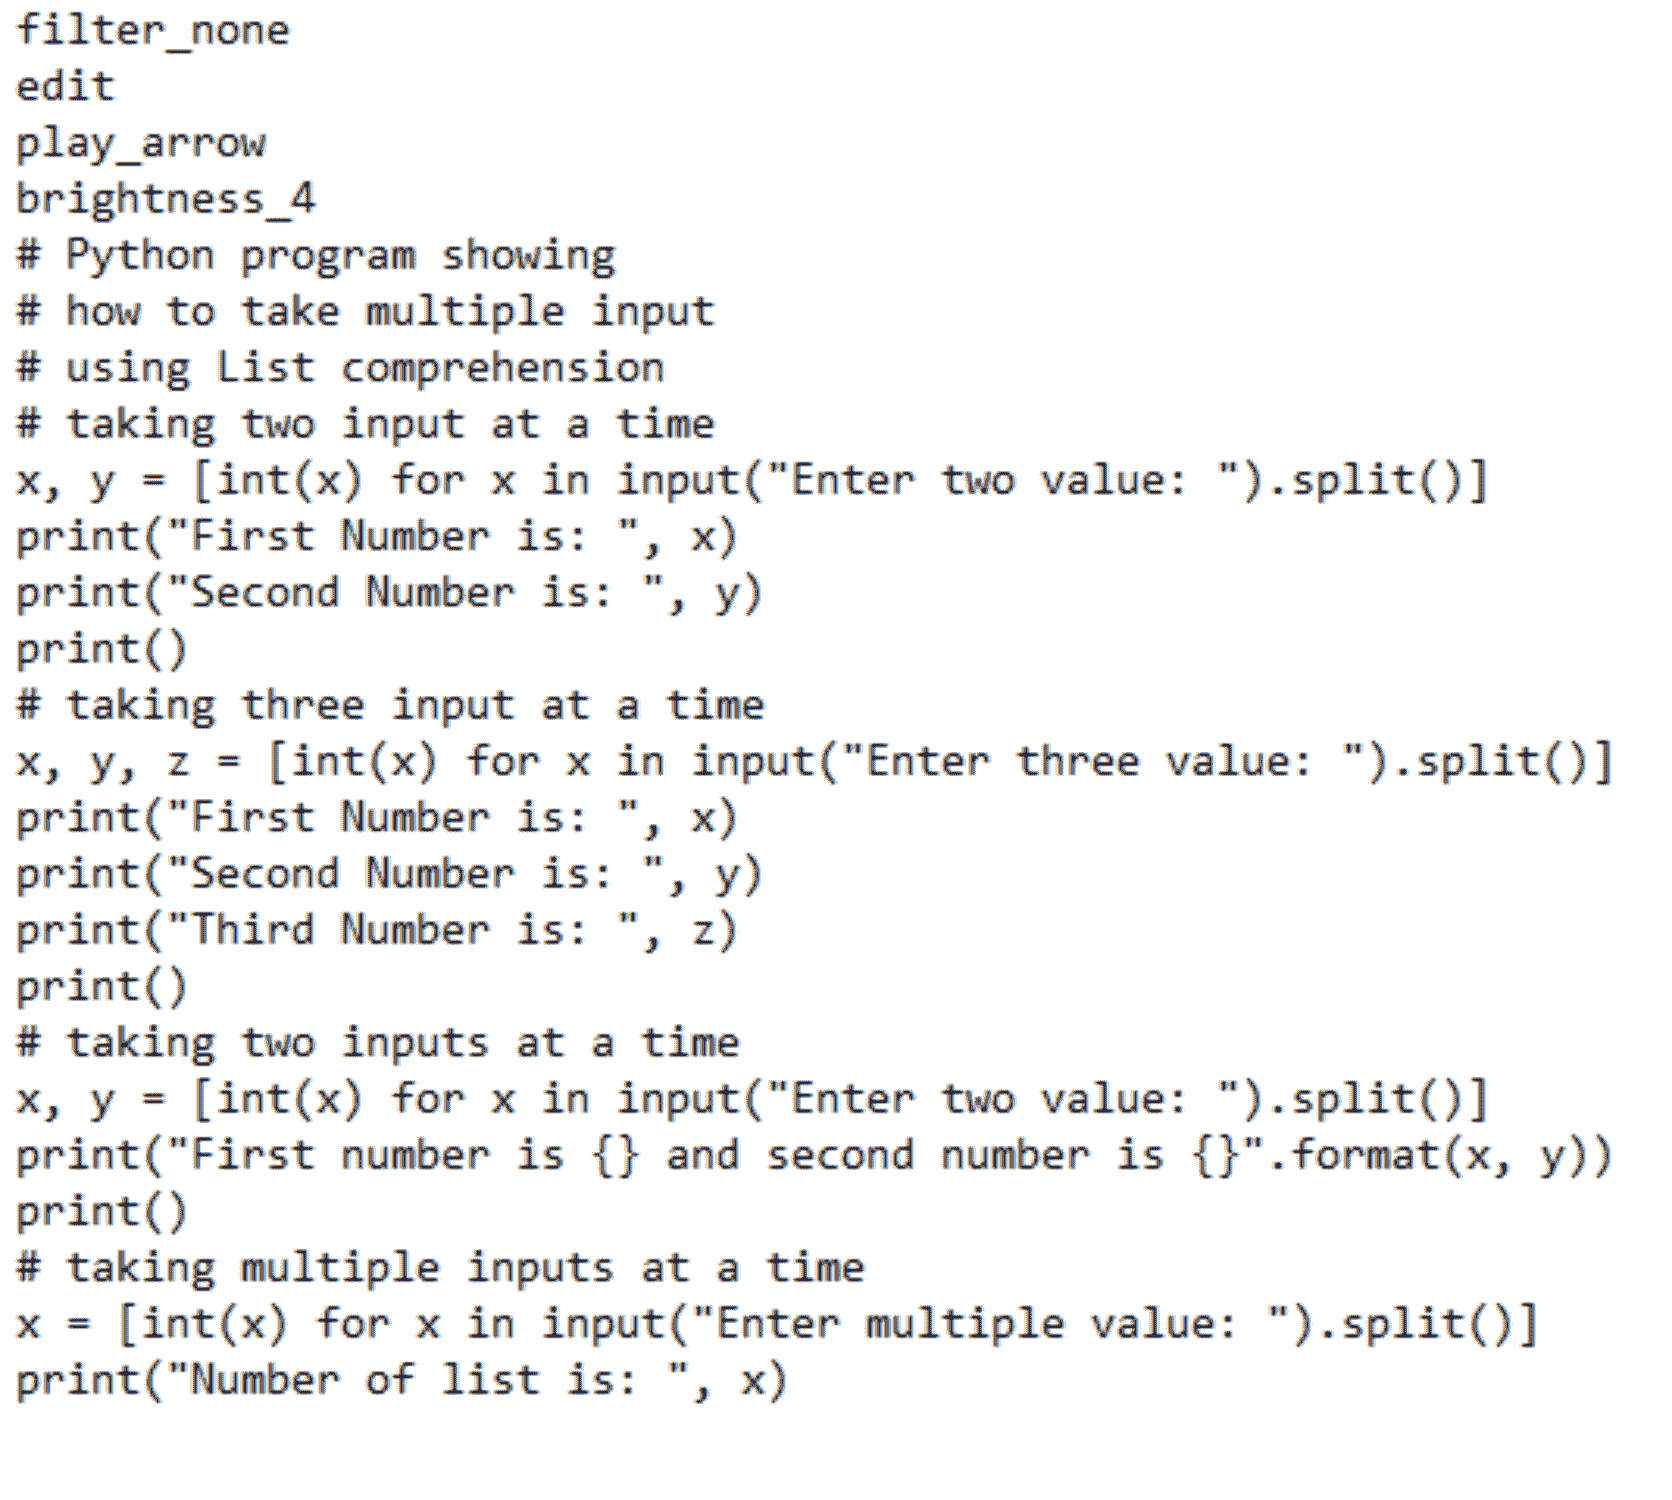 filter_none
edit
play_arrow
brightness_4
# Python program showing
# how to take multiple input
# using List comprehension
# taking two input at a time
x, y = [int(x) for x in input("Enter two value: ").split()]
print("First Number is: ", x)
print("Second Number is: ", y)
print()
# taking three input at a time
x, y, z = [int(x) for x in input("Enter three value: ").split()]
print("First Number is: ", x)
print("Second Number is: ", y)
print("Third Number is: ", z)
print()
# taking two inputs at a time
x, y = [int(x) for x in input("Enter two value: ").split()]
print("First number is {} and second number is {}".format(x, y))
print()
# taking multiple inputs at a time
x = [int(x) for x in input("Enter multiple value: ").split()]
print("Number of list is: ", x)